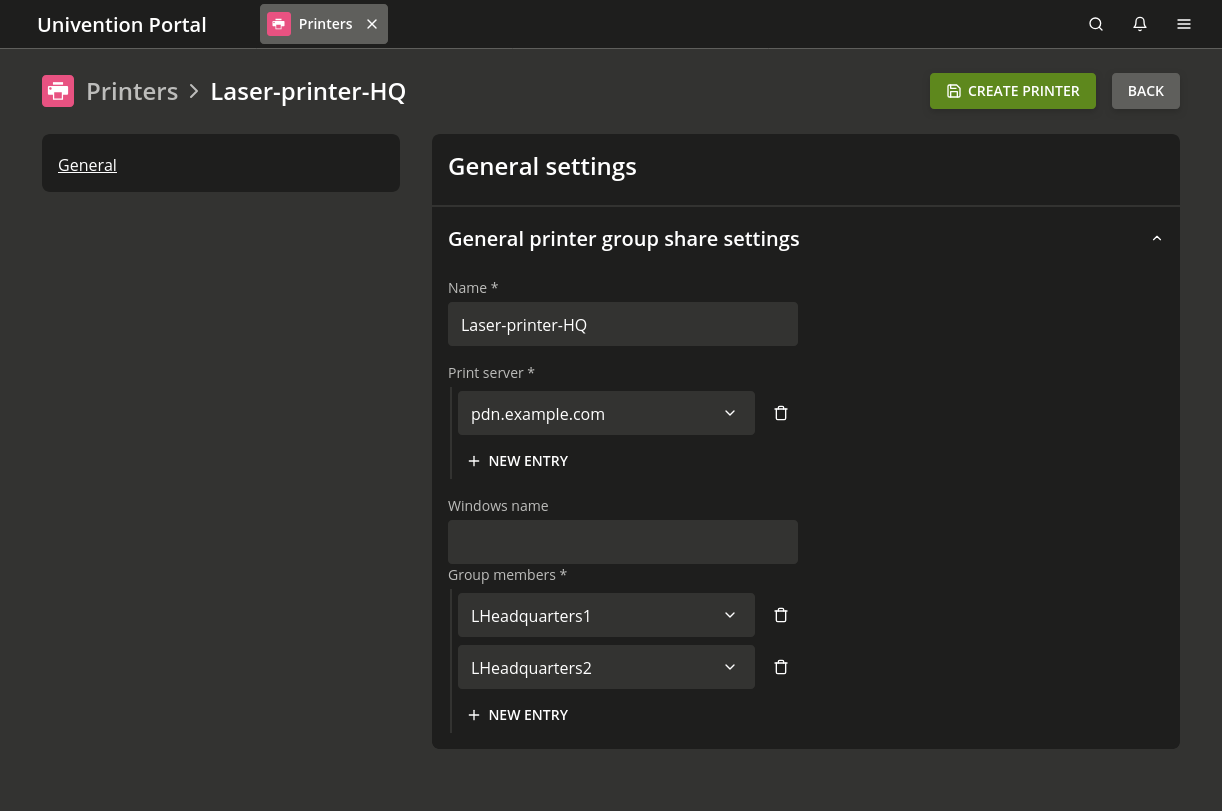 Univention Portal
Printers
Printers > Laser-printer-HQ
CREATE PRINTER
BACK
General
General settings
General printer group share settings
Name *
Laser-printer-HQ
Print server *
pdn.example.com
+ NEW ENTRY
Windows name
Group members *
LHeadquarters1
LHeadquarters2
+ NEW ENTRY